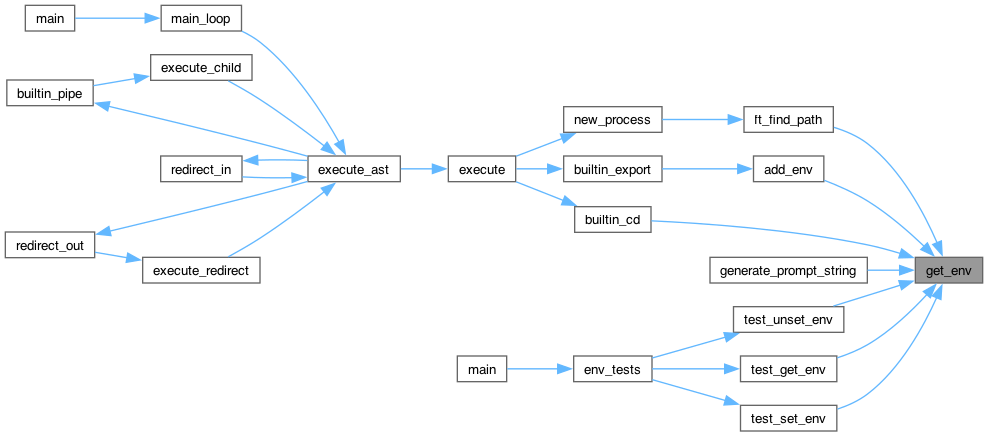 main
main_loop
execute_child
builtin_pipe
new_process
ft_find_path
redirect_in
execute_ast
execute
builtin_export
add_env
builtin_cd
redirect_out
execute_redirect
generate_prompt_string
get_env
test_unset_env
main
env_tests
test_get_env
test_set_env